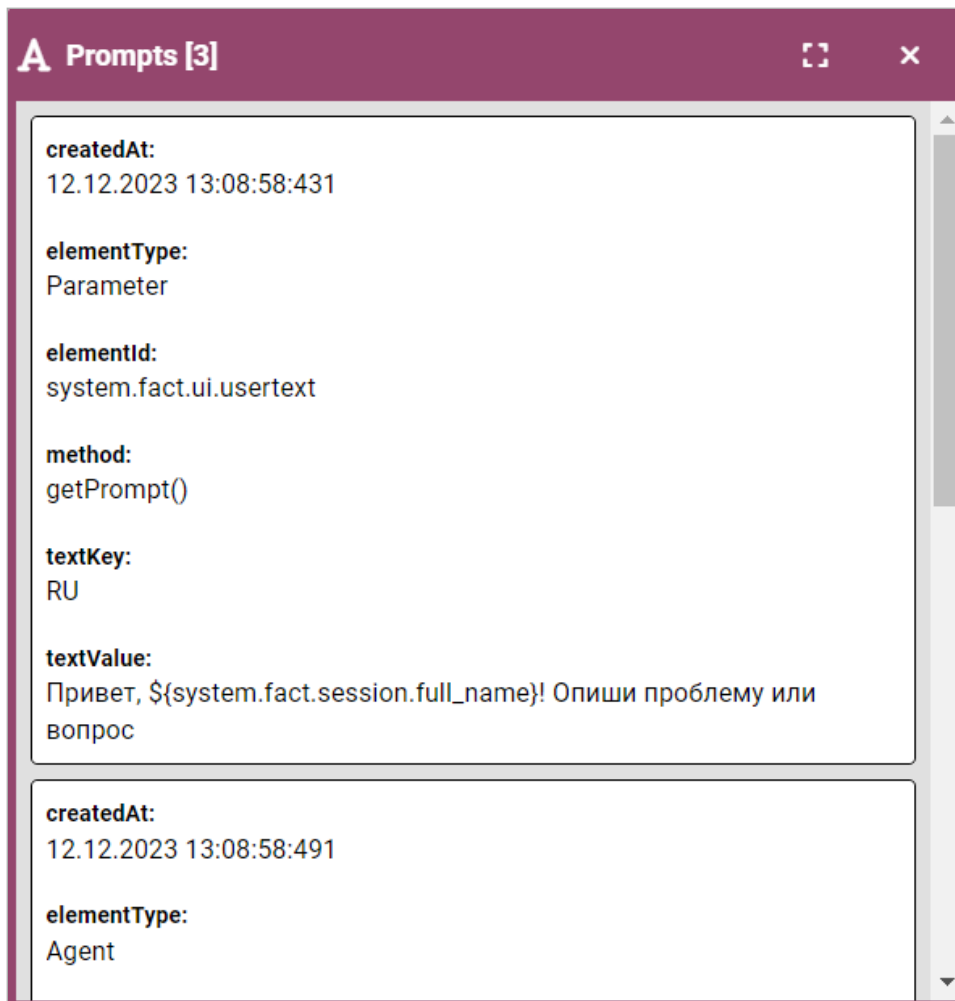 A Prompts [3]
createdAt:
12.12.2023 13:08:58:431
elementType:
Parameter
elementId:
system.fact.ui.usertext
method:
getPrompt()
textKey:
RU
textValue:
Привет, ${system.fact.session.full_name}! Опиши проблему или
вопрос
createdAt:
12.12.2023 13:08:58:491
elementType:
Agent